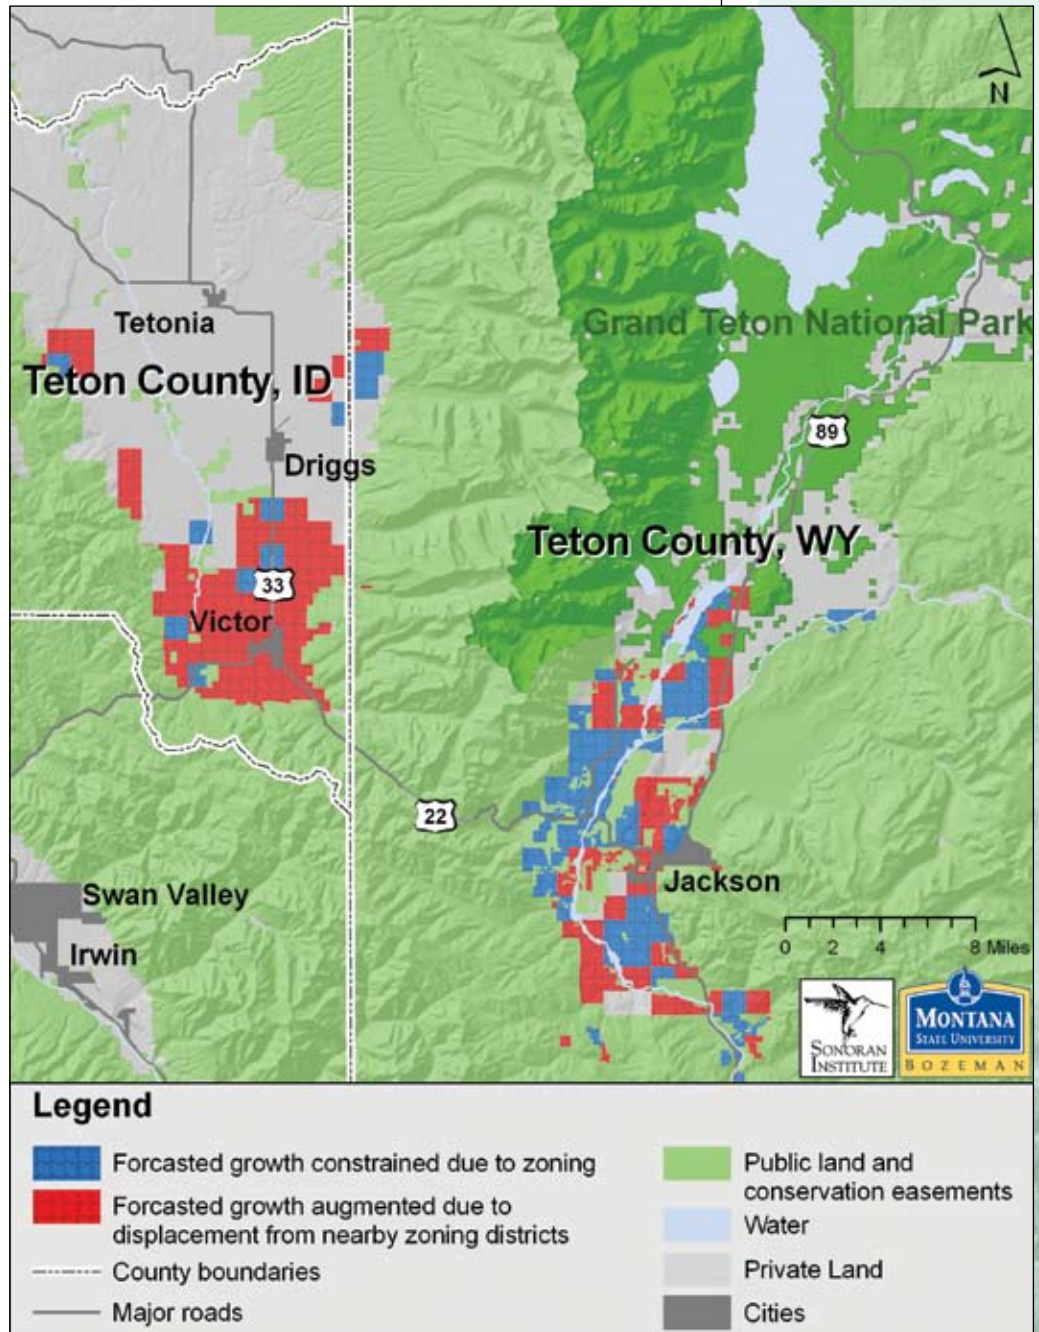 N
Tetonia
Grand Teton National Park
Teton County, ID
89
Driggs
Teton County, WY
33
Victor
22
Swan Valley
Jackson
Irwin
0 2 4 8 Miles
SONORAN
INSTITUTE
MONTANA
STATE UNIVERSITY
BOZEMAN
Legend
Forcasted growth constrained due to zoning
Forcasted growth augmented due to
displacement from nearby zoning districts
County boundaries
Major roads
Public land and
conservation easements
Water
Private Land
Cities